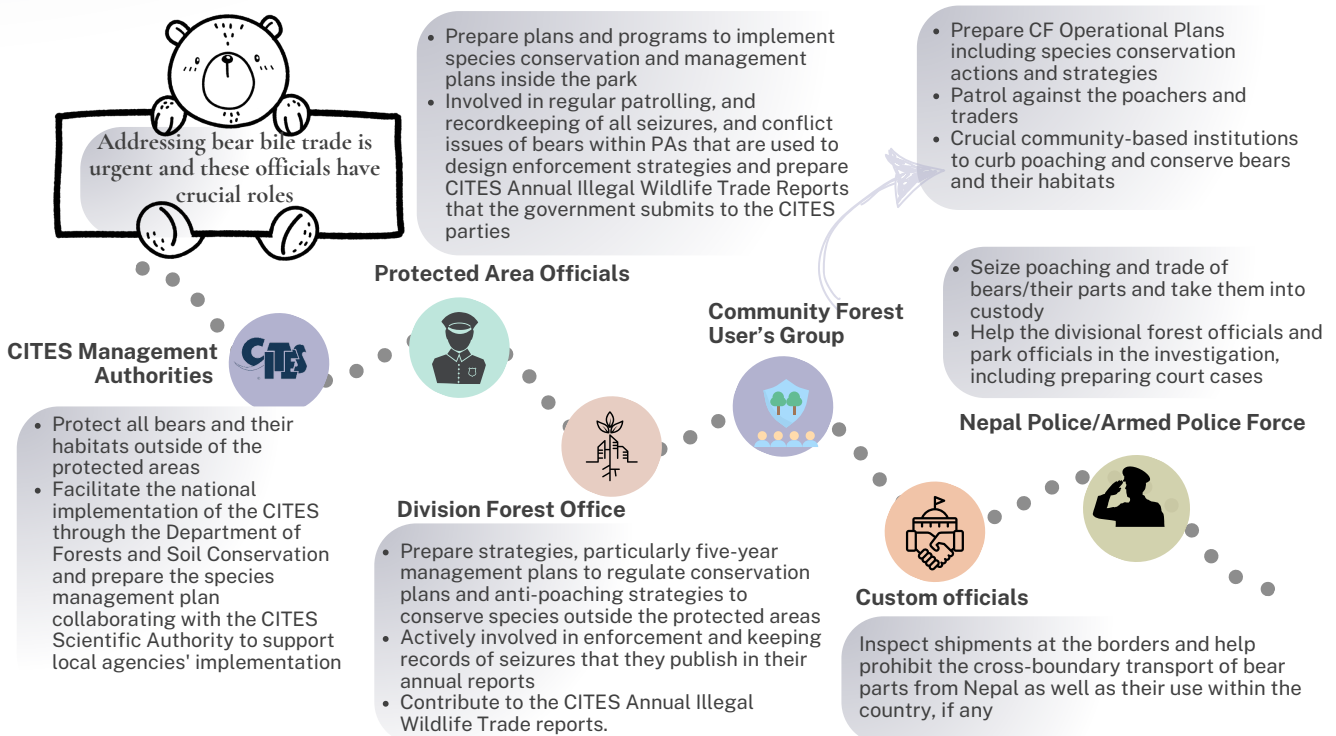 Addressing bear bile trade is
urgent and these officials have
crucial roles
CITES Management
Authorities
CITES
• Protect all bears and their
habitats outside of the
protected areas
• Facilitate the national
implementation of the CITES
through the Department of
Forests and Soil Conservation
and prepare the species
management plan
collaborating with the CITES
Scientific Authority to support
local agencies' implementation
• Prepare plans and programs to implement
species conservation and management
plans inside the park
• Involved in regular patrolling, and
recordkeeping of all seizures, and conflict
issues of bears within PAs that are used to
design enforcement strategies and prepare
CITES Annual Illegal Wildlife Trade Reports
that the government submits to the CITES
parties
Protected Area Officials
Division Forest Office
• Prepare strategies, particularly five-year
management plans to regulate conservation
plans and anti-poaching strategies to
conserve species outside the protected areas
• Actively involved in enforcement and keeping
records of seizures that they publish in their
annual reports
• Contribute to the CITES Annual Illegal
Wildlife Trade reports.
• Prepare CF Operational Plans
including species conservation
actions and strategies
• Patrol against the poachers and
traders
• Crucial community-based institutions
to curb poaching and conserve bears
and their habitats
Community Forest
User's Group
Custom officials
Inspect shipments at the borders and help
prohibit the cross-boundary transport of bear
parts from Nepal as well as their use within the
country, if any
• Seize poaching and trade of
bears/their parts and take them into
custody
• Help the divisional forest officials and
park officials in the investigation,
including preparing court cases
Nepal Police/Armed Police Force